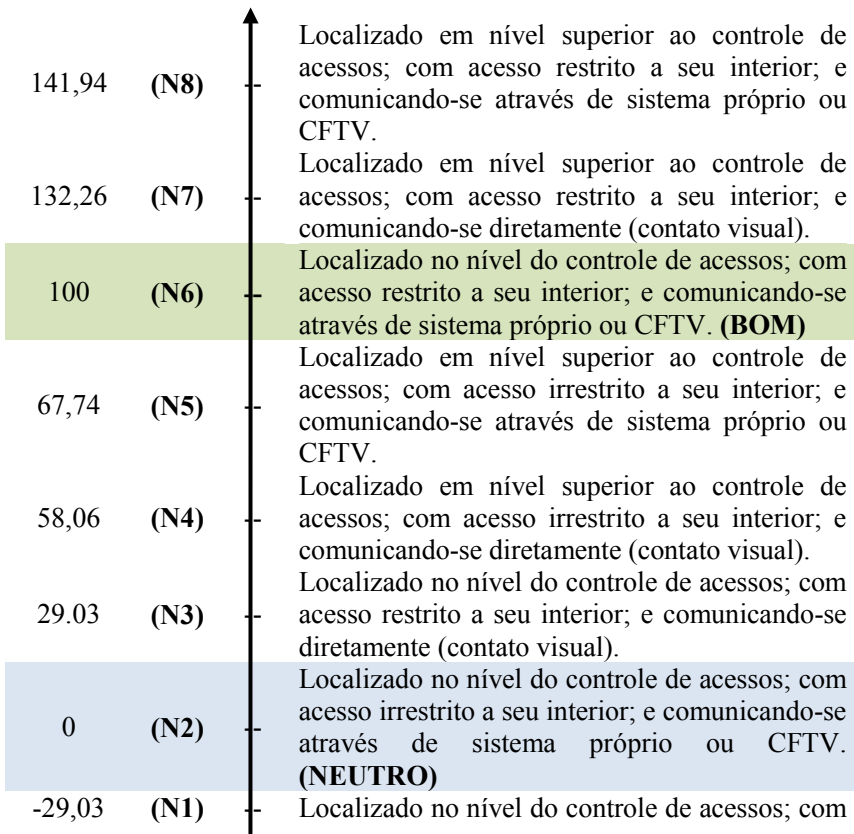 Localizado em nível superior ao controle de
141,94 (N8) acessos; com acesso restrito a seu interior; e
comunicando-se através de sistema próprio ou
CFTV.
Localizado em nível superior ao controle de
132,26 (N7) acessos; com acesso restrito a seu interior; e
comunicando-se diretamente (contato visual).
Localizado no nível do controle de acessos; com
100 (N6) acesso restrito a seu interior; e comunicando-se
através de sistema próprio ou CFTV. (BOM)
Localizado em nível superior ao controle de
67,74 (N5) acessos; com acesso irrestrito a seu interior; e
comunicando-se através de sistema próprio ou
CFTV.
Localizado em nível superior ao controle de
58,06 (N4) acessos; com acesso irrestrito a seu interior; e
comunicando-se diretamente (contato visual).
Localizado no nível do controle de acessos; com
29.03 (N3) acesso restrito a seu interior; e comunicando-se
diretamente (contato visual).
Localizado no nível do controle de acessos; com
0 (N2) acesso irrestrito a seu interior; e comunicando-se
através de sistema próprio ou CFTV.
(NEUTRO)
-29,03 (N1) Localizado no nível do controle de acessos; com